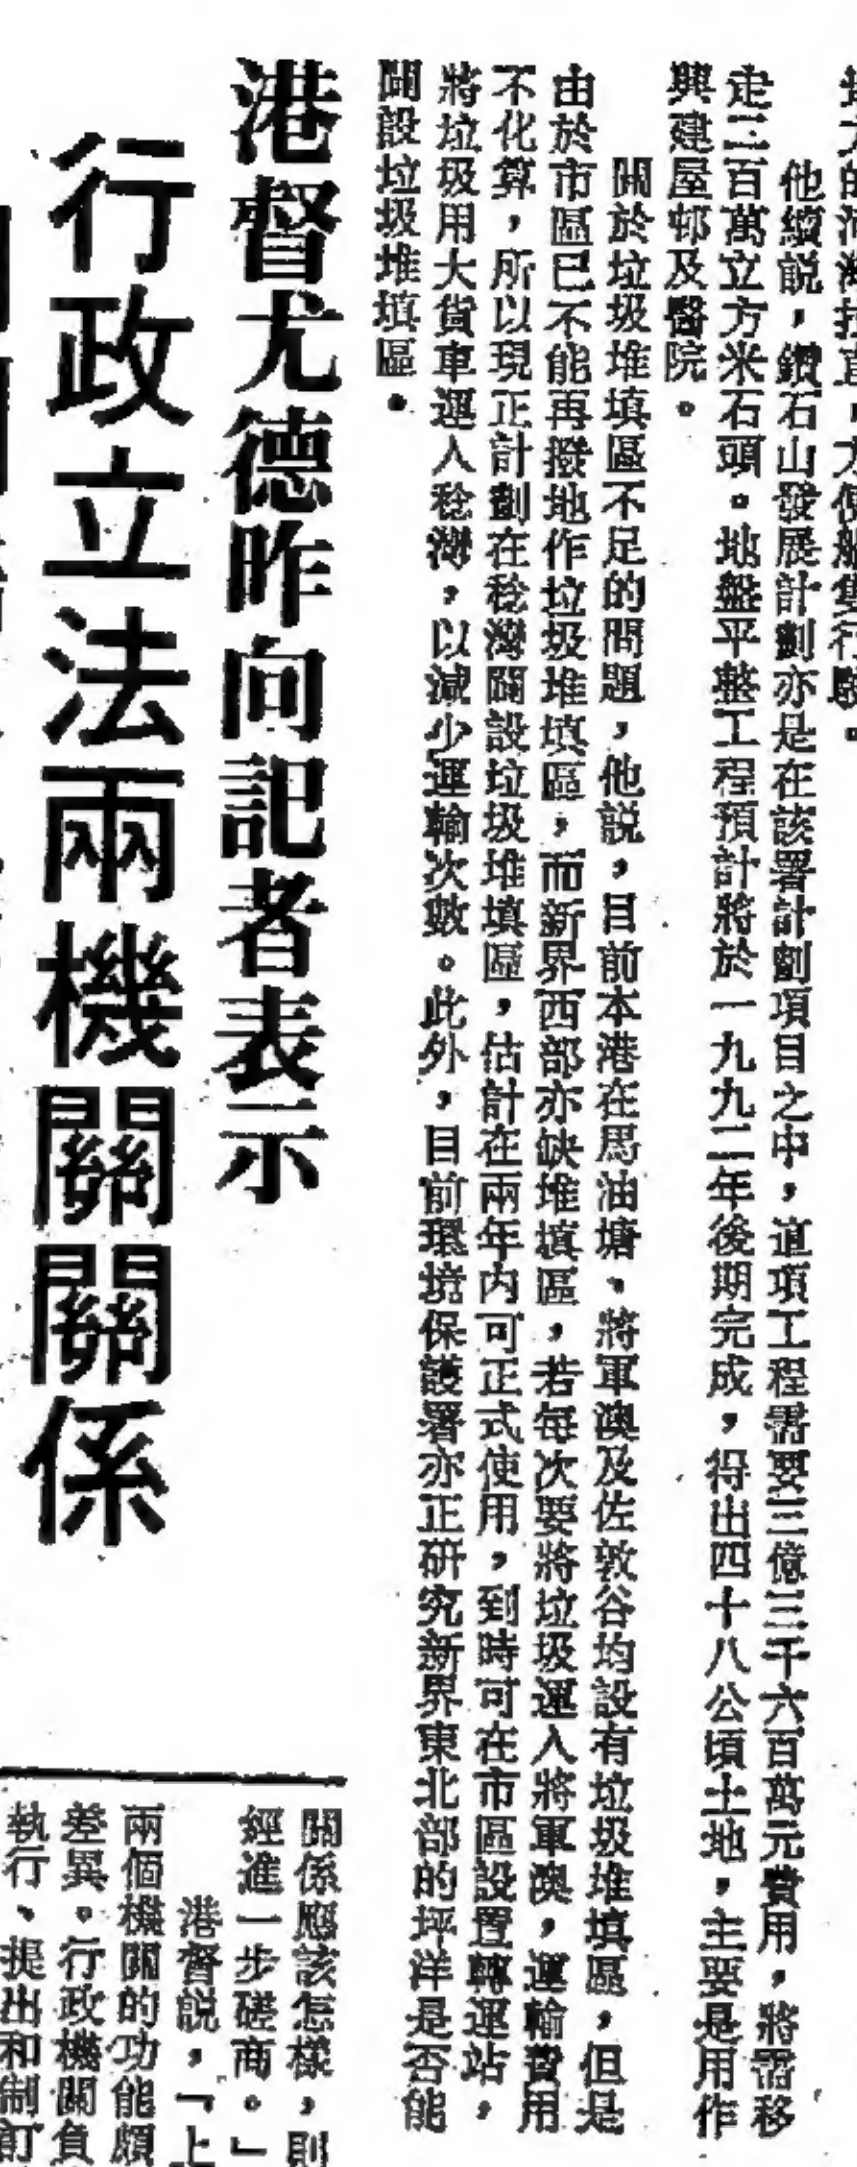 他續説，鑽石山發展計劃亦是在該署計劃項目之中，這項工程需要三億三千六百萬元費用，將需移
走三百萬立方米石頭。地盤平整工程預計將於一九九二年後期完成，得出四十八公頃土地，主要是用作
興建屋邨及醫院。
關於垃圾堆填區不足的問題，他説，目前本港在馬油塘、將軍澳及佐敦谷均設有垃圾堆填區，但是
由於市區已不能再撥地作垃圾堆填區，而新界西部亦缺堆填區，若每次要將垃圾運入將軍澳，運輸費用
不化算，所以現正計劃在稔灣闢設垃圾堆填區，估計在兩年內可正式使用，到時可在市區設置轉運站，
將垃圾用大貨車運入稔灣，以減少運輸次數。此外，目前環境保護署亦正研究新界東北部的坪洋是否能
闢設垃圾堆填區。
港督尤德昨向記者表示
行政立法兩機關關係
關係應該怎樣，則
經進一步磋商。」
港督説，「上
兩個機關的功能頗
差異。行政機關負
執行、提出和制訂